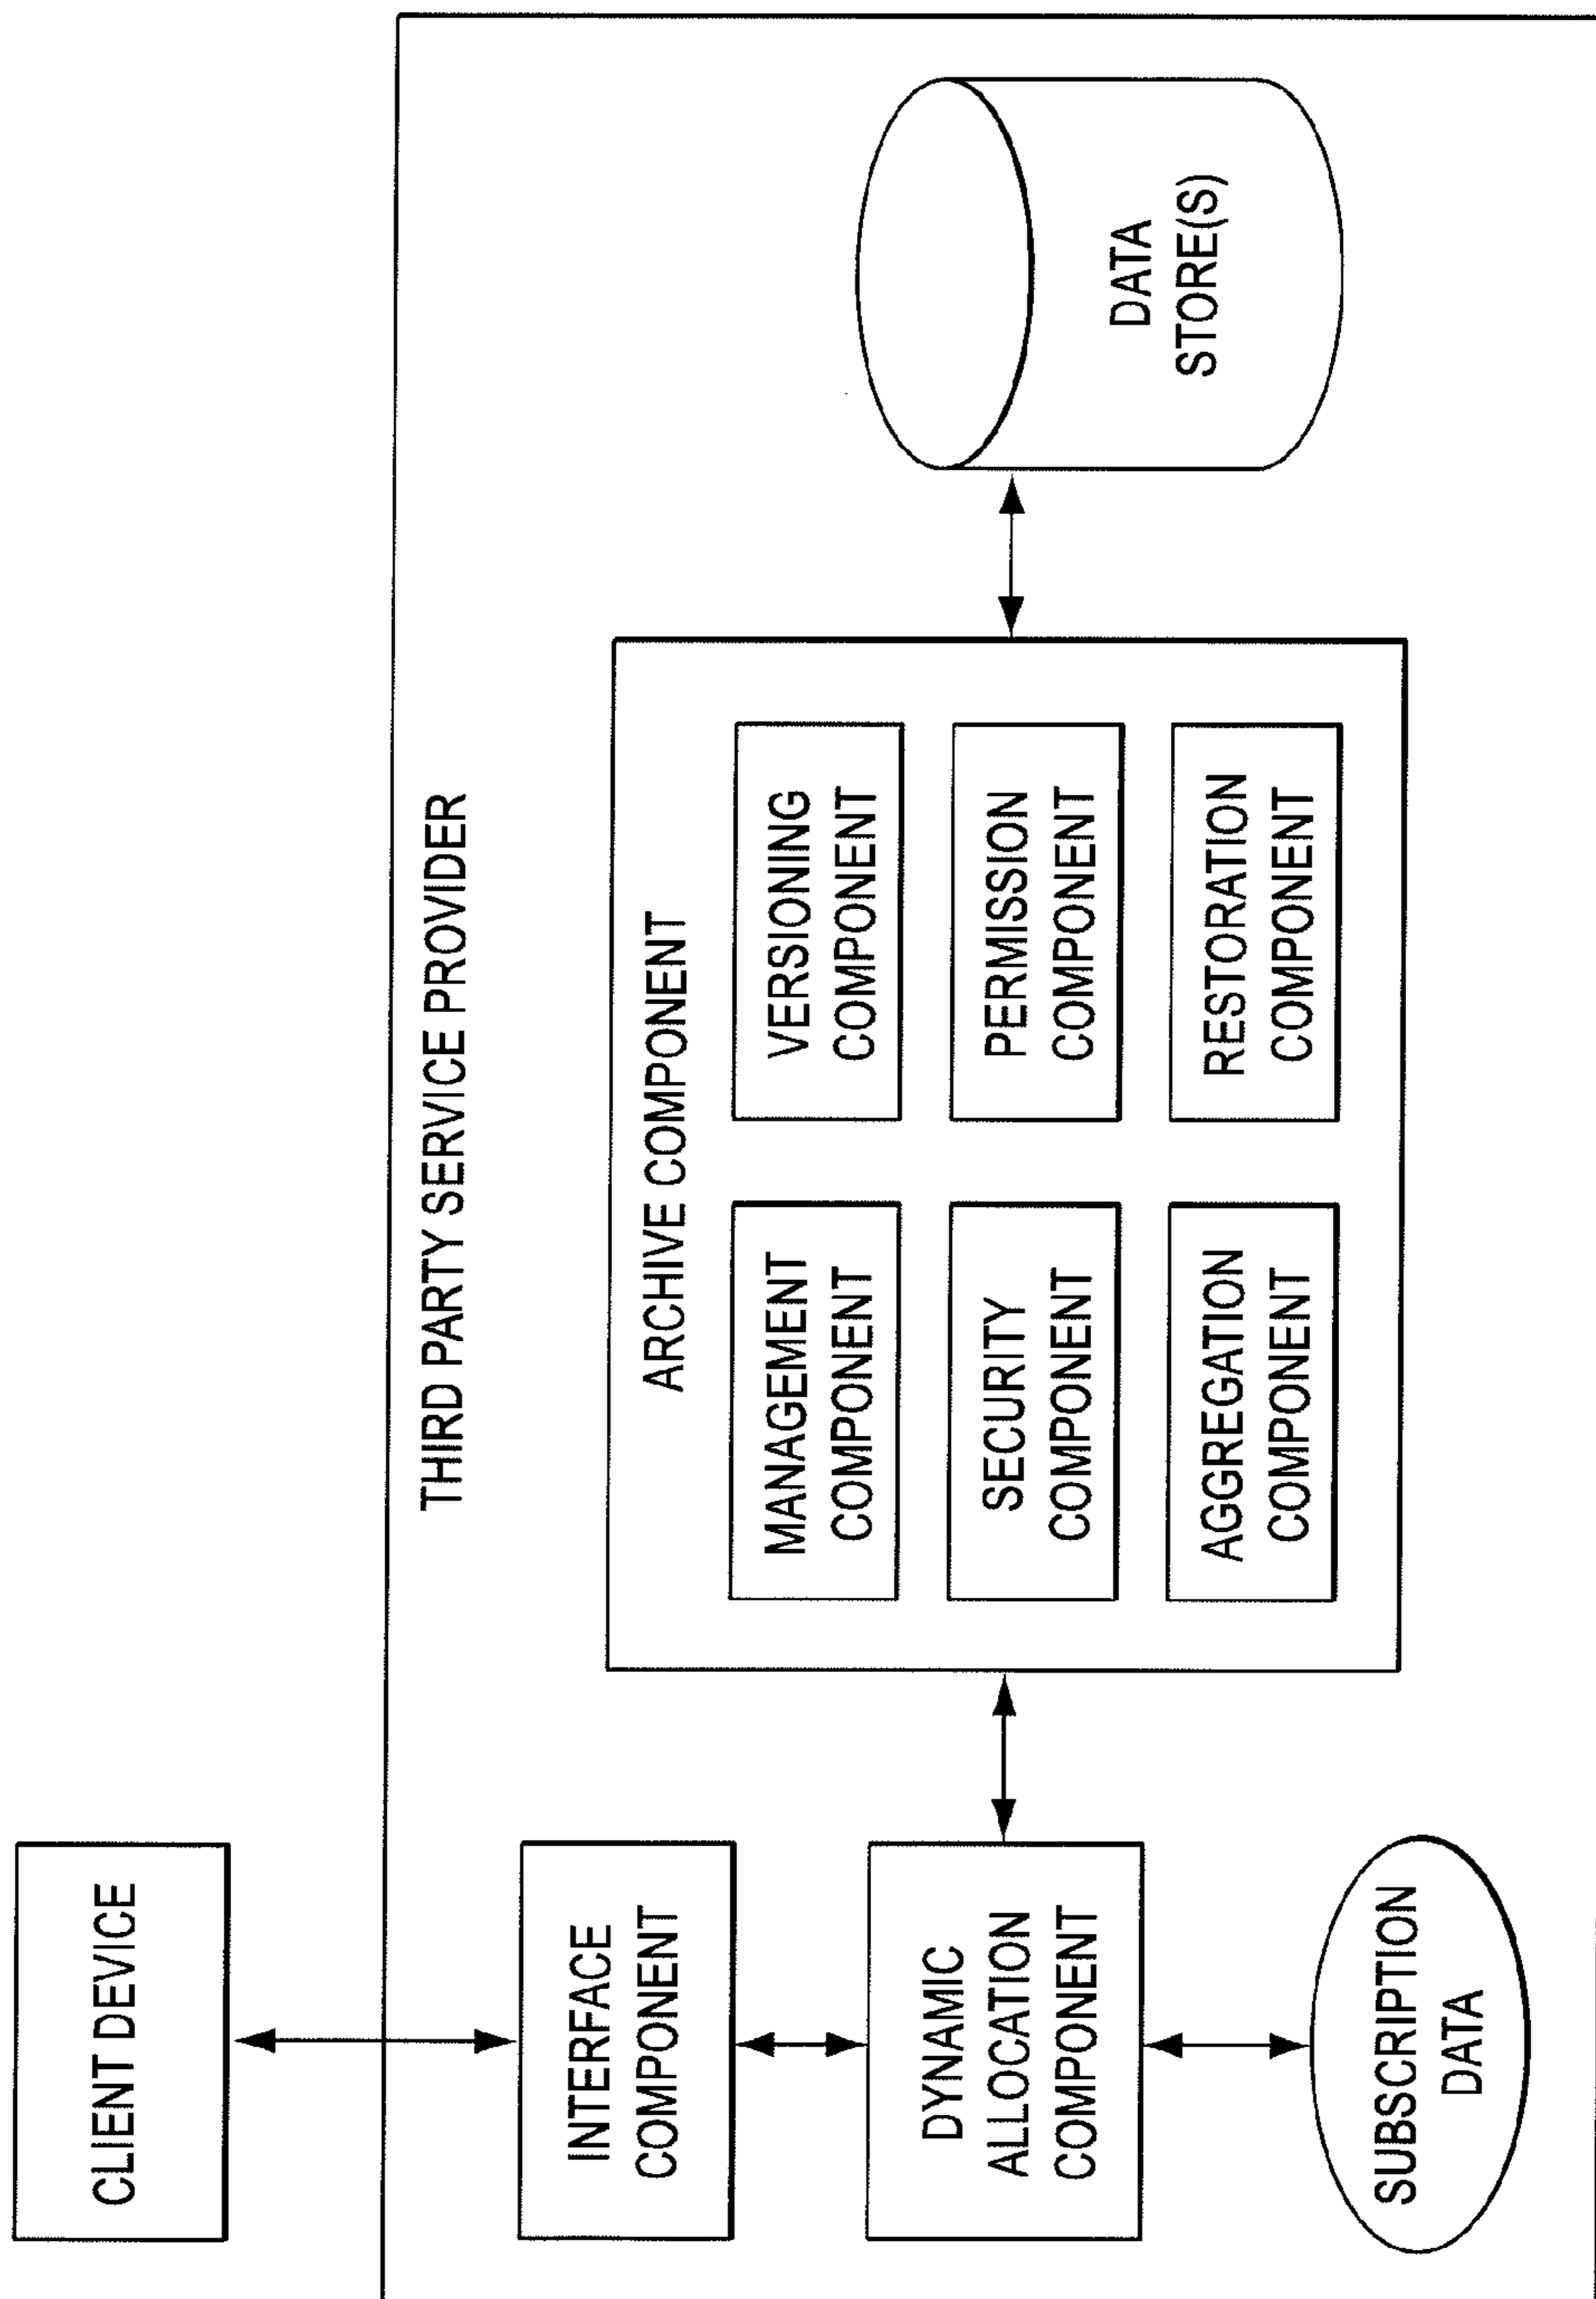 CLIENT DEVICE
THIRD PARTY SERVICE PROVIDER
INTERFACE
COMPONENT
DYNAMIC
ALLOCATION
COMPONENT
SUBSCRIPTION
DATA
ARCHIVE COMPONENT
MANAGEMENT
COMPONENT
VERSIONING
COMPONENT
SECURITY
COMPONENT
PERMISSION
COMPONENT
AGGREGATION
COMPONENT
RESTORATION
COMPONENT
DATA
STORE(S)